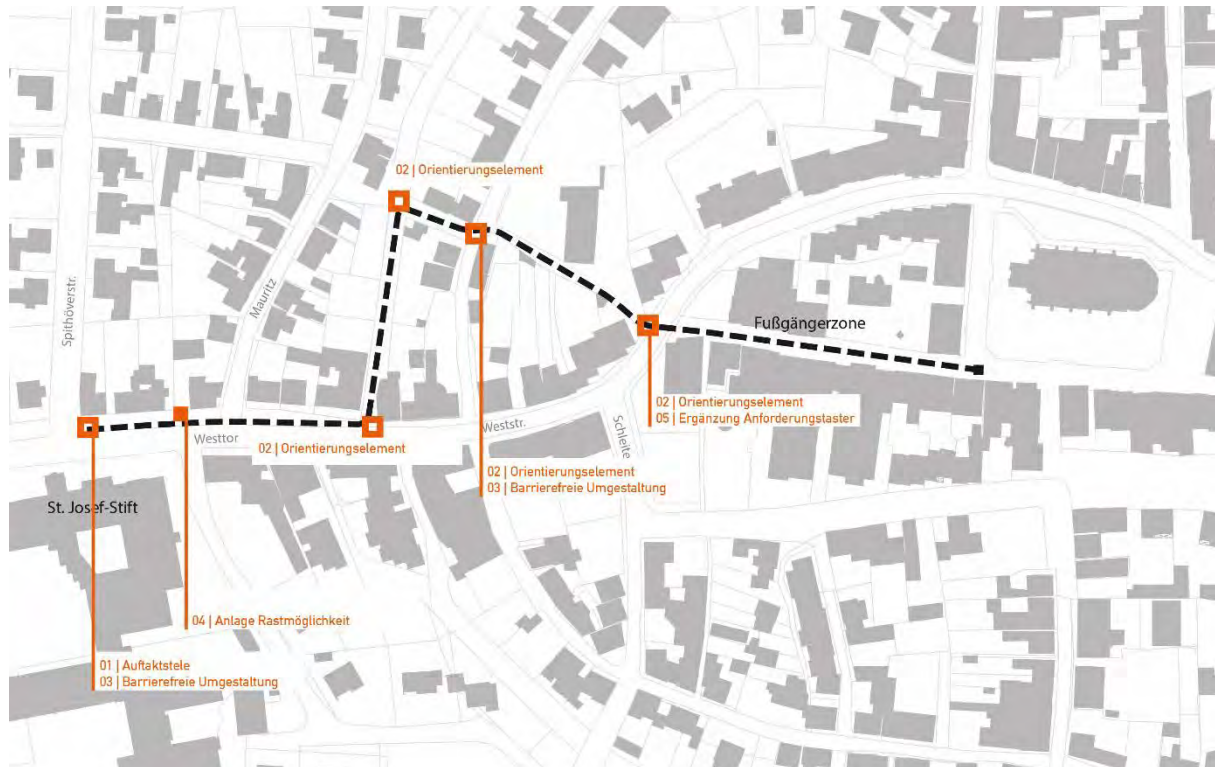 02 | Orientierungselement
Spithöverstr.
Mauritz
Fußgängerzone
02 | Orientierungselement
05 | Ergänzung Anforderungstaster
Westtor
Weststr.
Schleite
02 | Orientierungselement
02 | Orientierungselement
03 | Barrierefreie Umgestaltung
St. Josef-Stift
04 | Anlage Rastmöglichkeit
01 | Auftaktstele
03 | Barrierefreie Umgestaltung